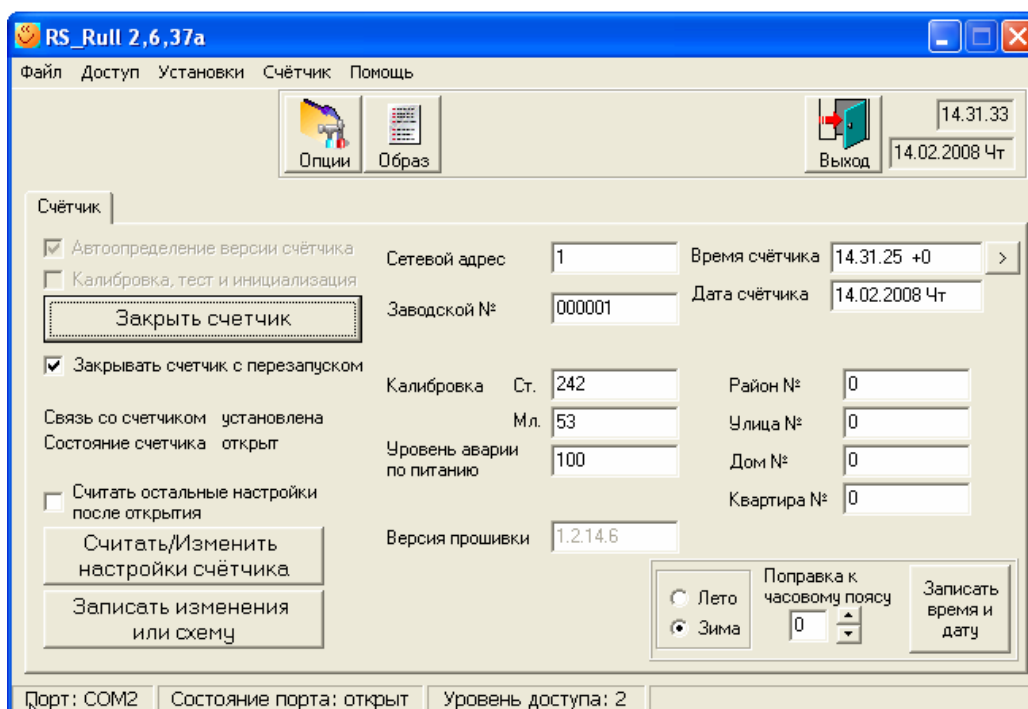 RS_Rull 2,6,37a
Файл Доступ Установки Счётчик Помощь
Опции
Образ
Выход
14.31.33
14.02.2008 Чт
Счётчик
Автоопределение версии счётчика
Калибровка, тест и инициализация
Закрыть счетчик
Закрывать счетчик с перезапуском
Связь со счетчиком установлена
Состояние счетчика открыт
Считать остальные настройки
после открытия
Считать/Изменить
настройки счётчика
Записать изменения
или схему
Сетевой адрес 1
Заводской № 000001
Калибровка Ст. 242
Мл. 53
Уровень аварии
по питанию 100
Версия прошивки 1.2.14.6
Время счётчика 14.31.25 +0 >
Дата счётчика 14.02.2008 Чт
Район № 0
Улица № 0
Дом № 0
Квартира № 0
Лето
Зима
Поправка к
часовому поясу
0
Записать
время и
дату
Порт: COM2 Состояние порта: открыт Уровень доступа: 2